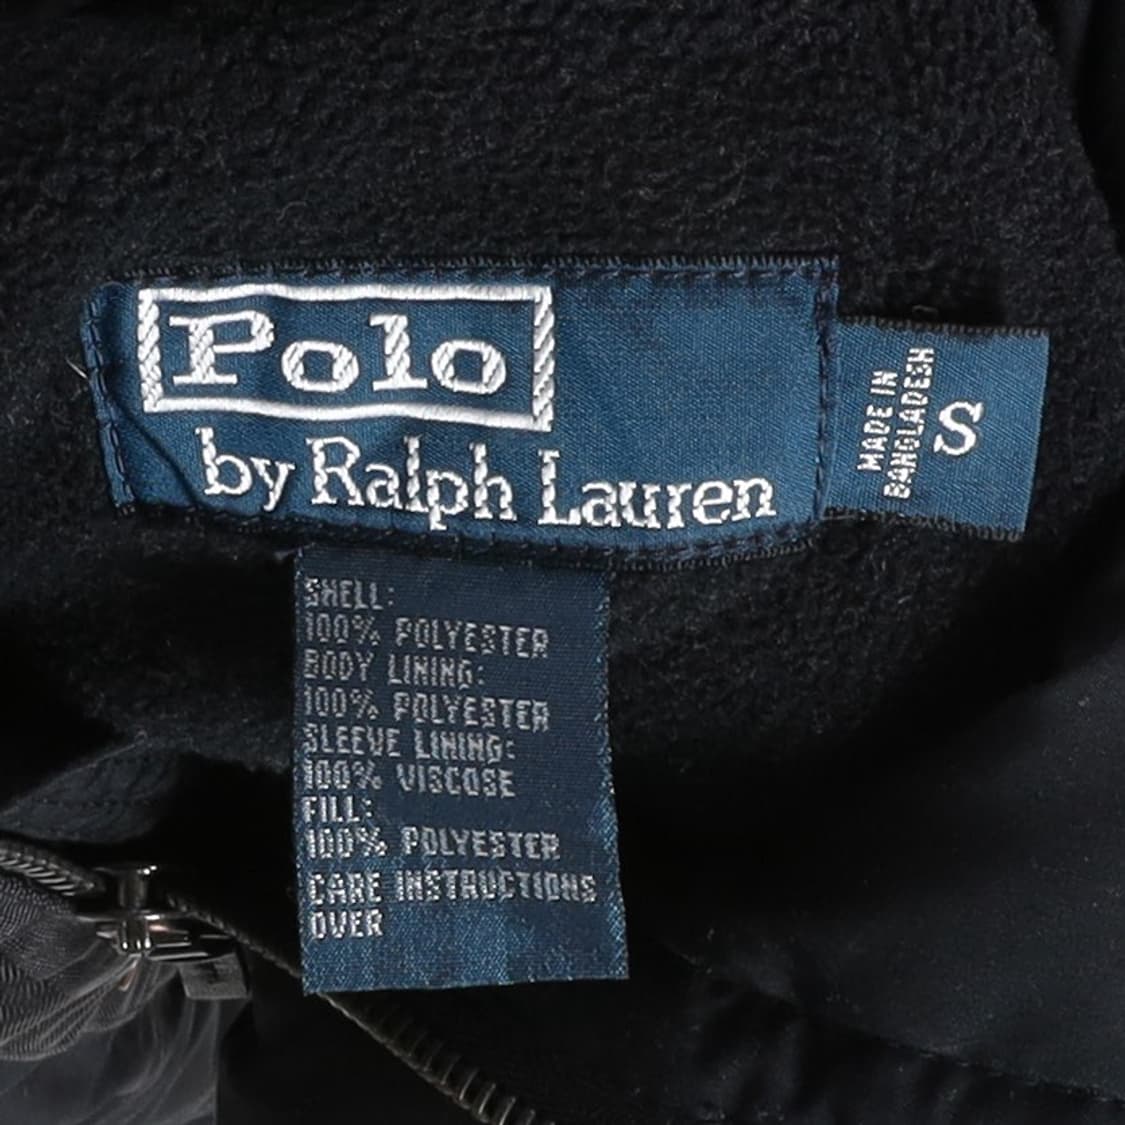 Polo
by Ralph Lauren
MADE IN
BANGLADESH
S
SHELL:
100% POLYESTER
BODY LINING:
100% POLYESTER
SLEEVE LINING:
100% VISCOSE
FILL:
100% POLYESTER
CARE INSTRUCTIONS
OVER